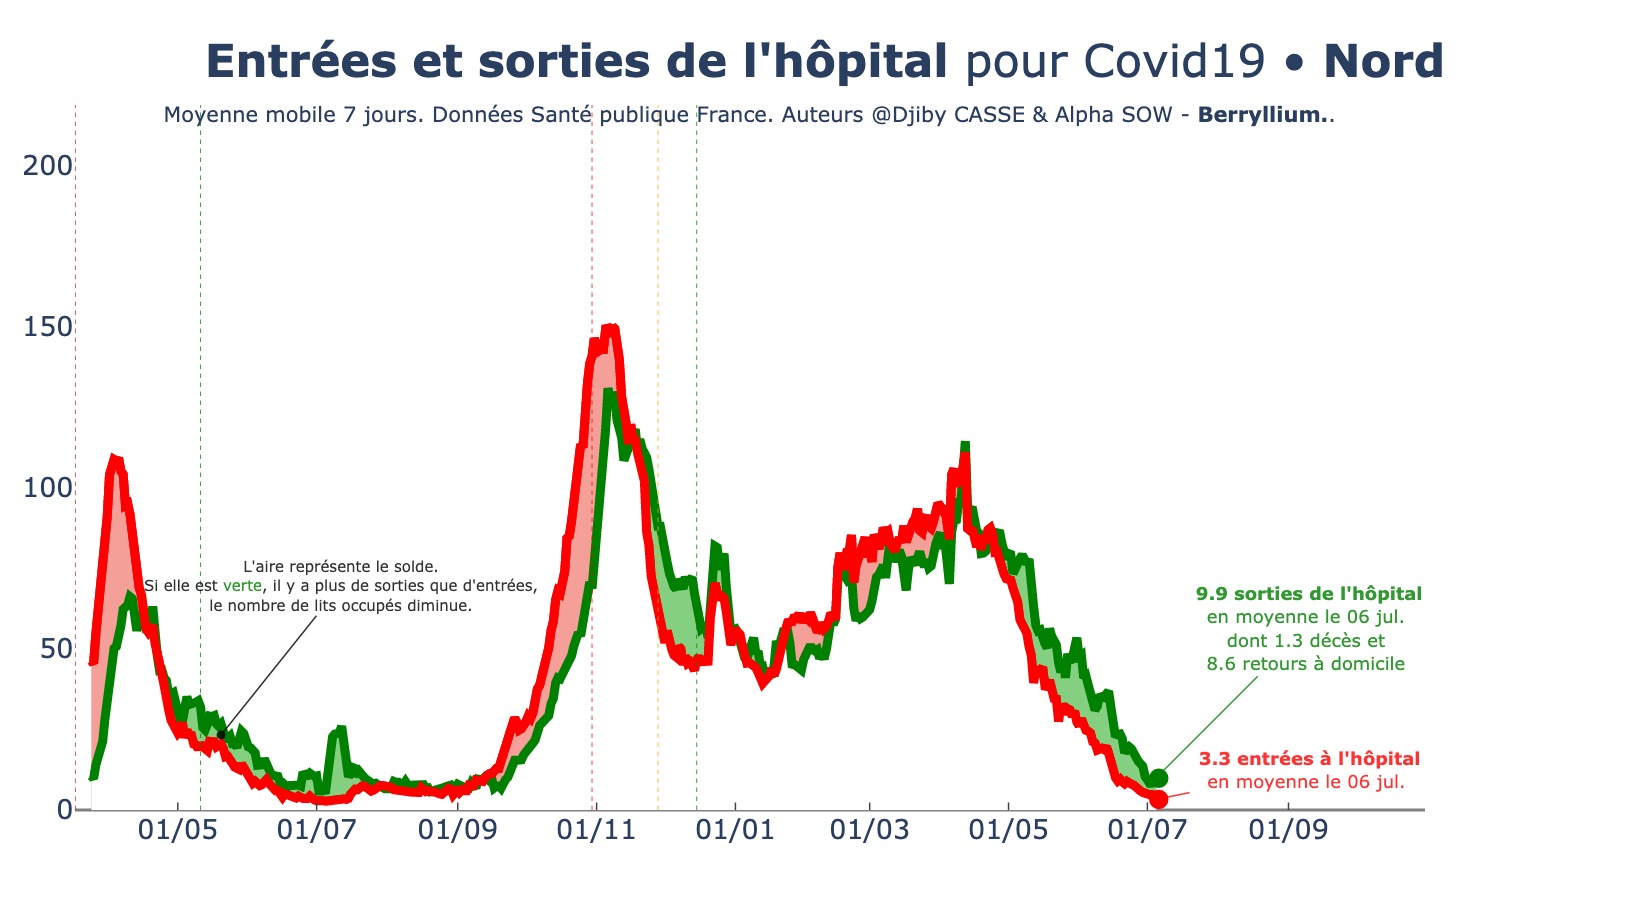 Entrées et sorties de l'hôpital pour Covid19 • Nord
Moyenne mobile 7 jours. Données Santé publique France. Auteurs @Djiby CASSE & Alpha SOW - Berryllium..
200
150
100
50
0
L'aire représente le solde.
Si elle est verte, il y a plus de sorties que d'entrées,
le nombre de lits occupés diminue.
9.9 sorties de l'hôpital
en moyenne le 06 jul.
dont 1.3 décès et
8.6 retours à domicile
3.3 entrées à l'hôpital
en moyenne le 06 jul.
01/05 01/07 01/09 01/11 01/01 01/03 01/05 01/07 01/09